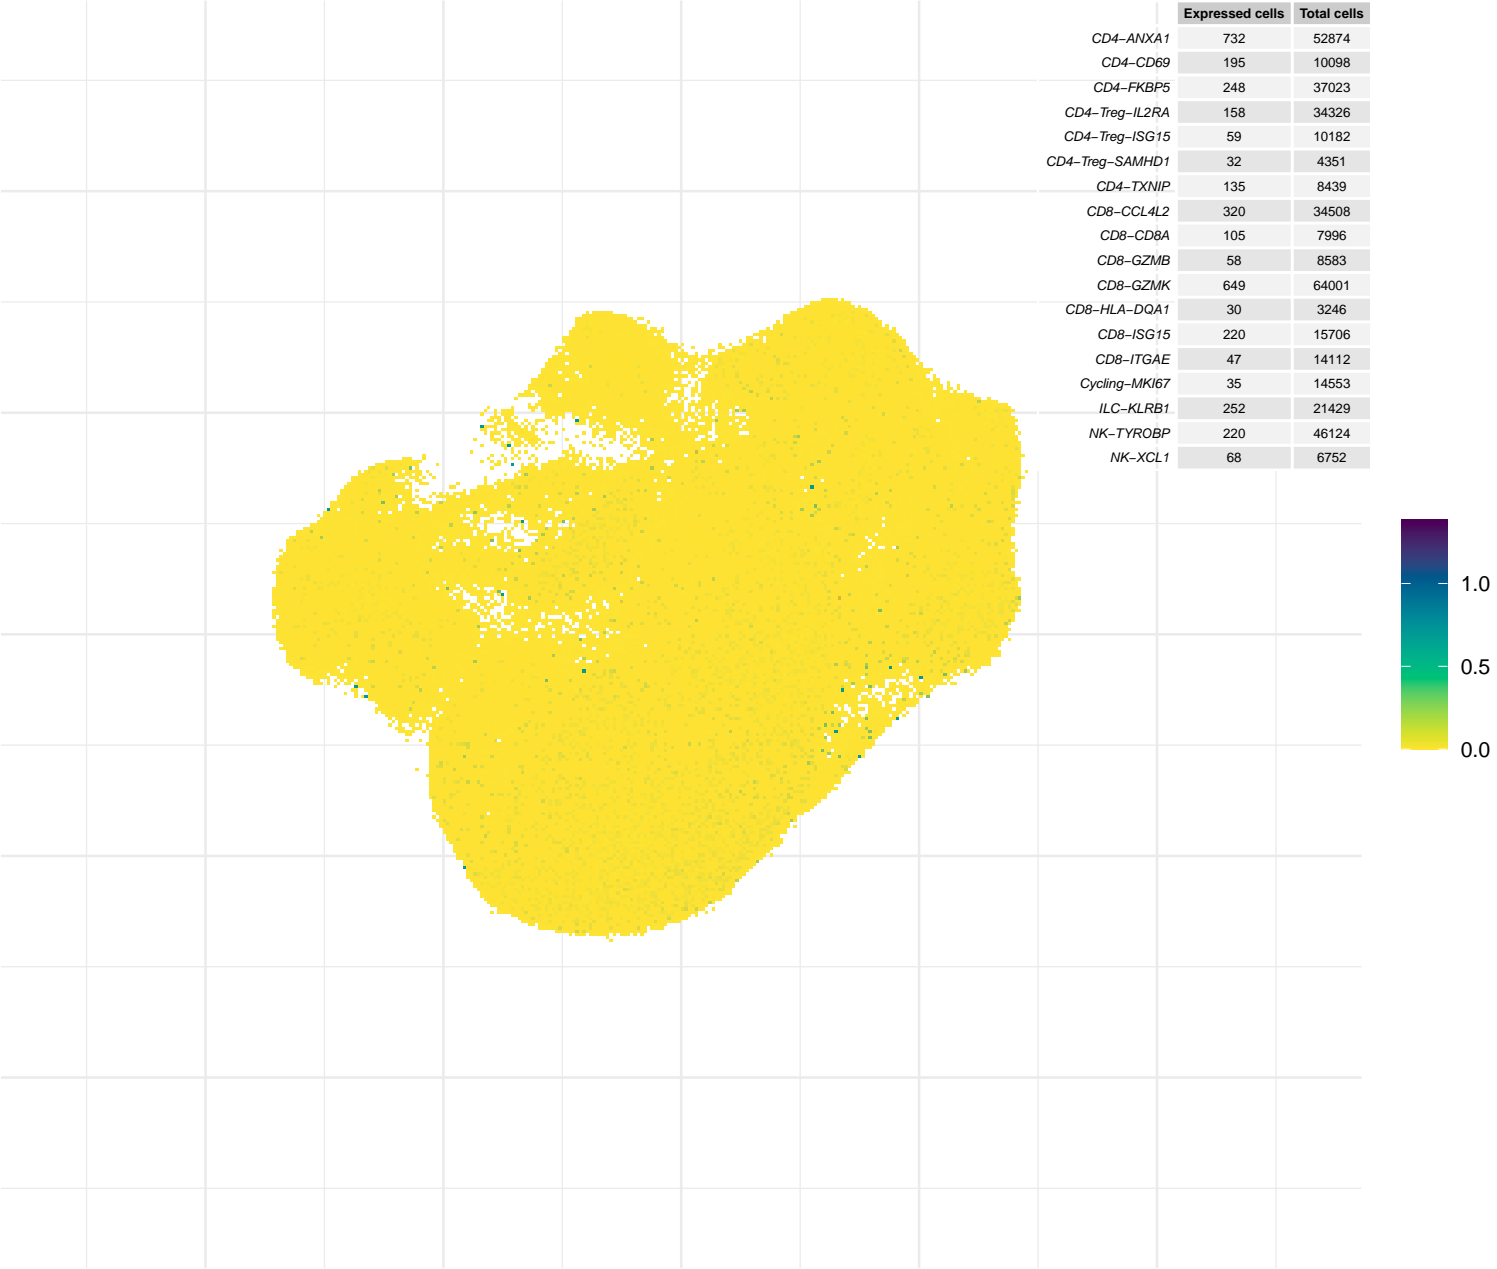 Expressed cells Total cells
CD4−ANXA1 732 52874
CD4−CD69 195 10098
CD4−FKBP5 248 37023
CD4−Treg−IL2RA 158 34326
CD4−Treg−ISG15 59 10182
CD4−Treg−SAMHD1 32 4351
CD4−TXNIP 135 8439
CD8−CCL4L2 320 34508
CD8−CD8A 105 7996
CD8−GZMB 58 8583
CD8−GZMK 649 64001
CD8−HLA−DQA1 30 3246
CD8−ISG15 220 15706
CD8−ITGAE 47 14112
Cycling−MKI67 35 14553
ILC−KLRB1 252 21429
NK−TYROBP 220 46124
NK−XCL1 68 6752
1.0
0.5
0.0